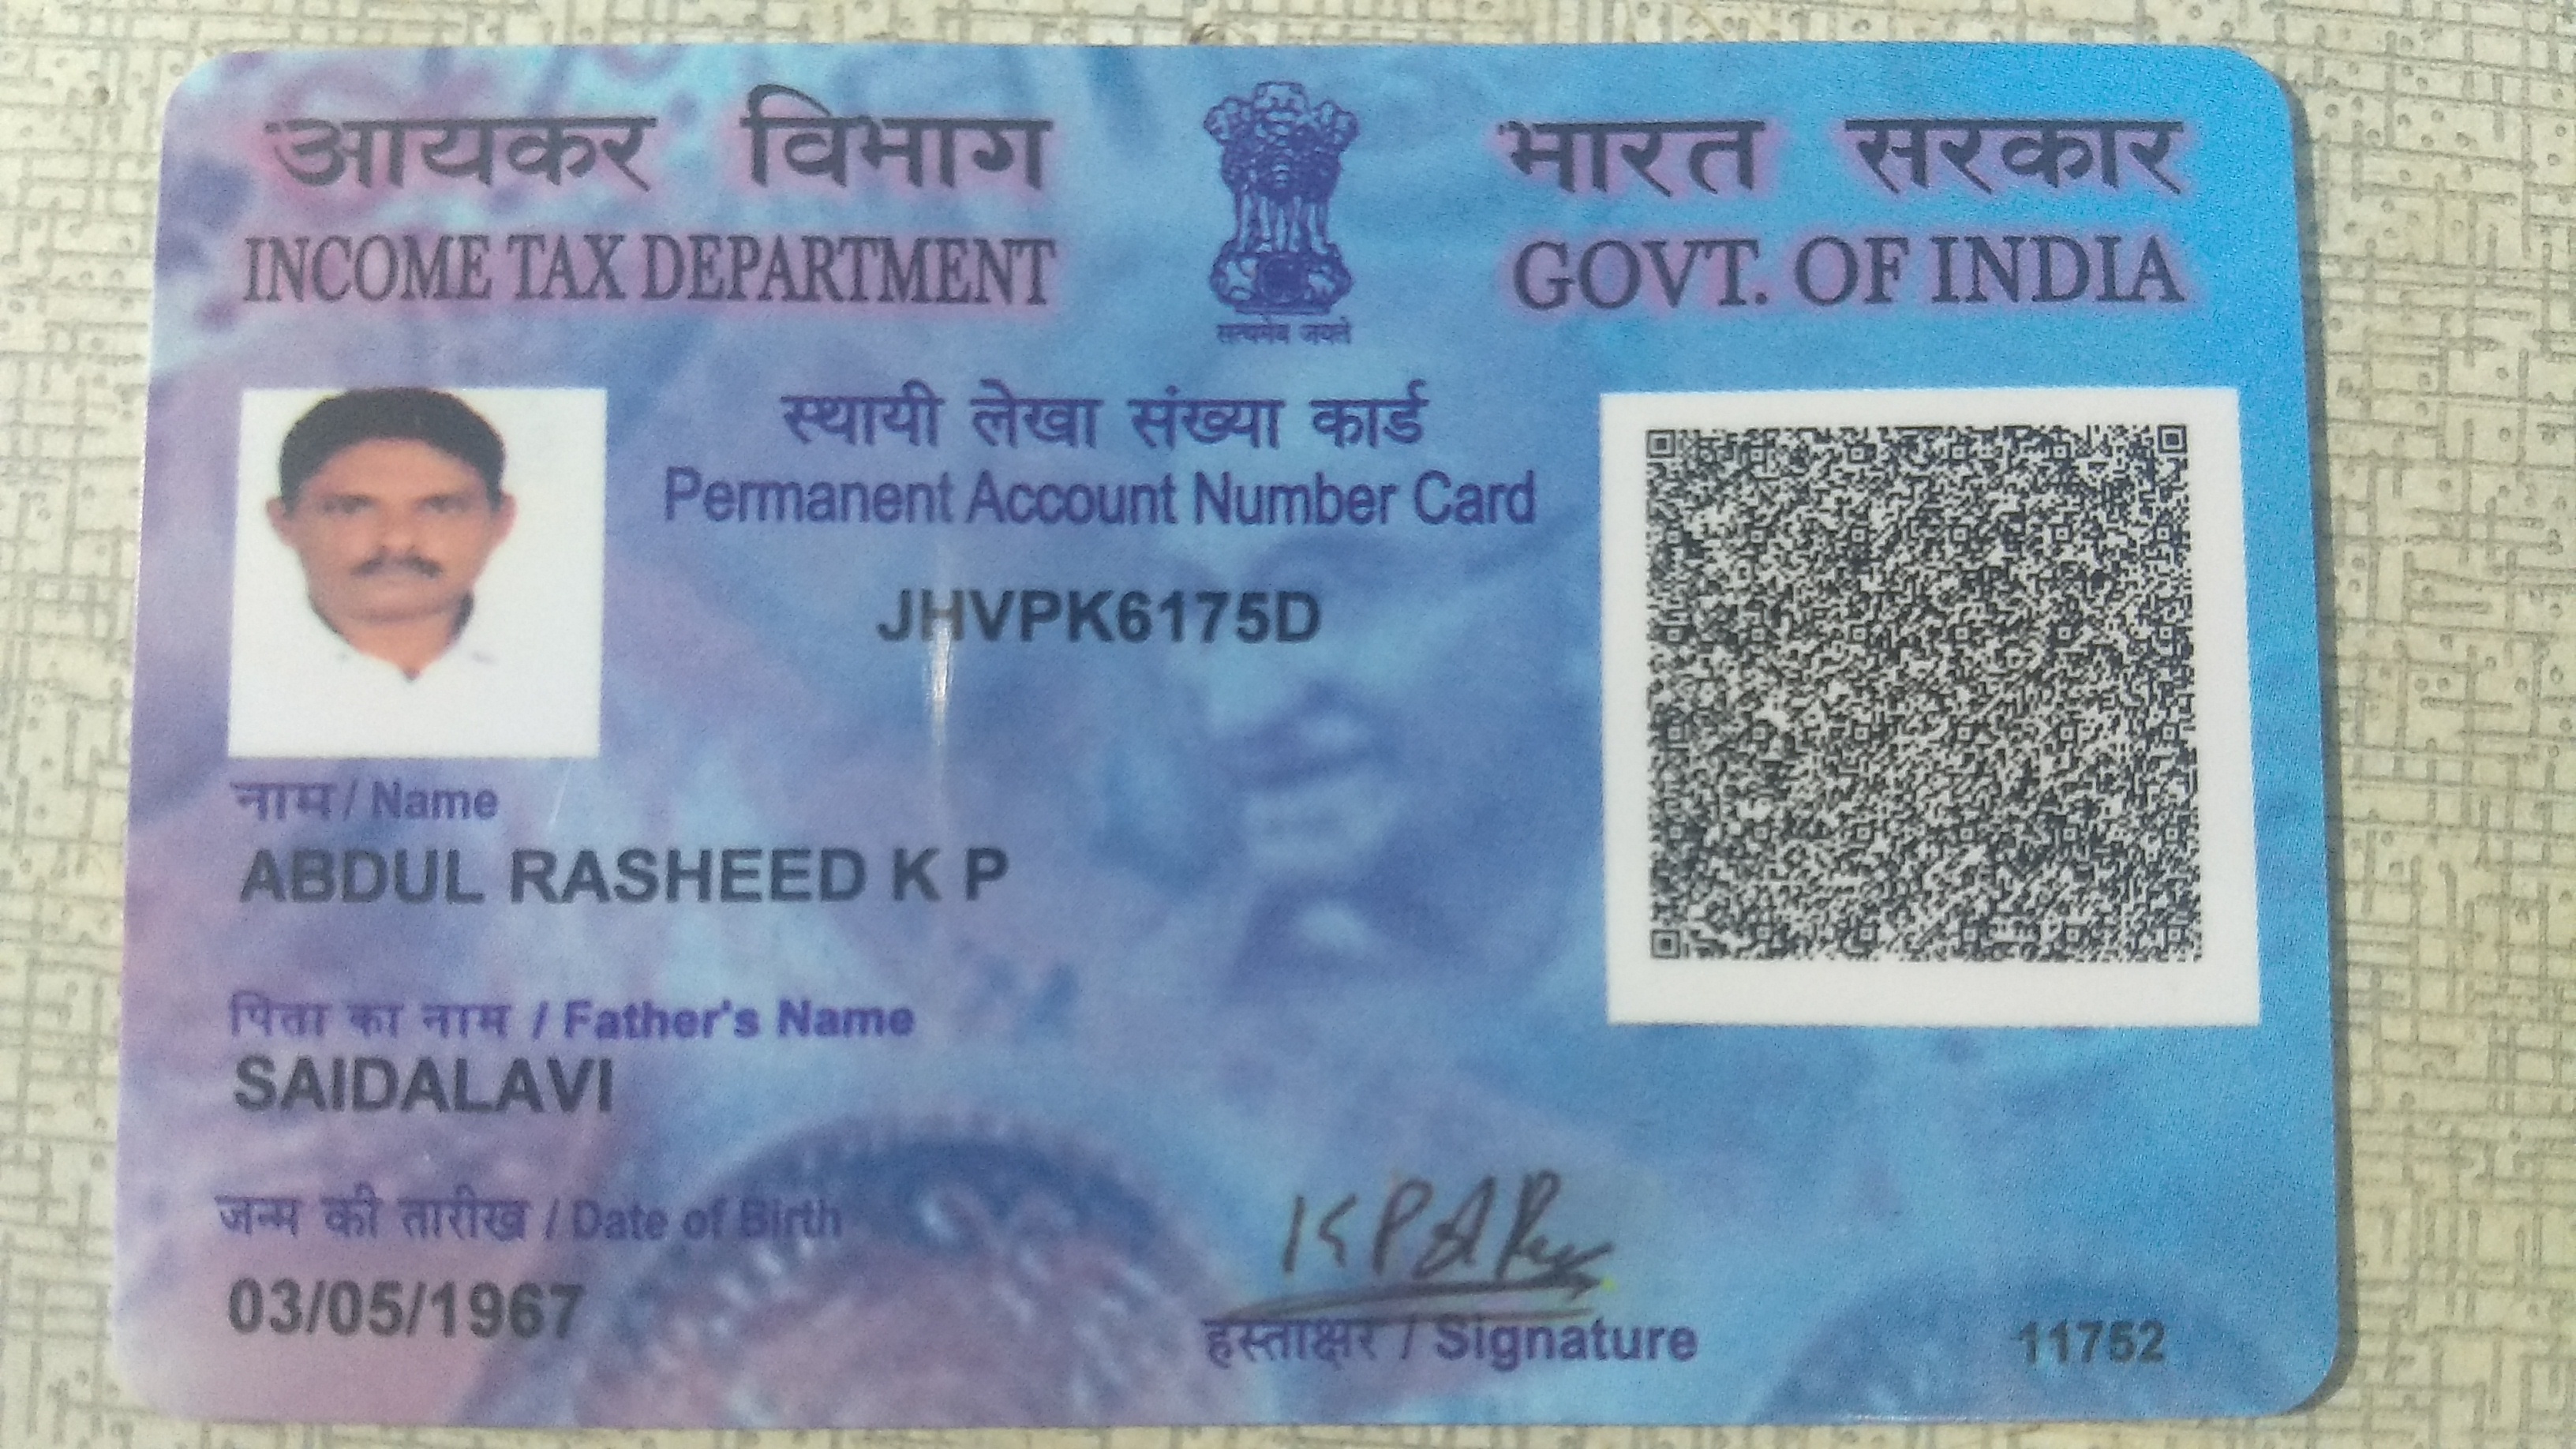 आयकर विभाग
INCOME TAX DEPARTMENT
सत्यमेव जयते
भारत सरकार
GOVT. OF INDIA
स्थायी लेखा संख्या कार्ड
Permanent Account Number Card
JHVPK6175D
नाम / Name
ABDUL RASHEED K P
पिता का नाम / Father's Name
SAIDALAVI
जन्म की तारीख / Date of Birth
03/05/1967
हस्ताक्षर / Signature
11752